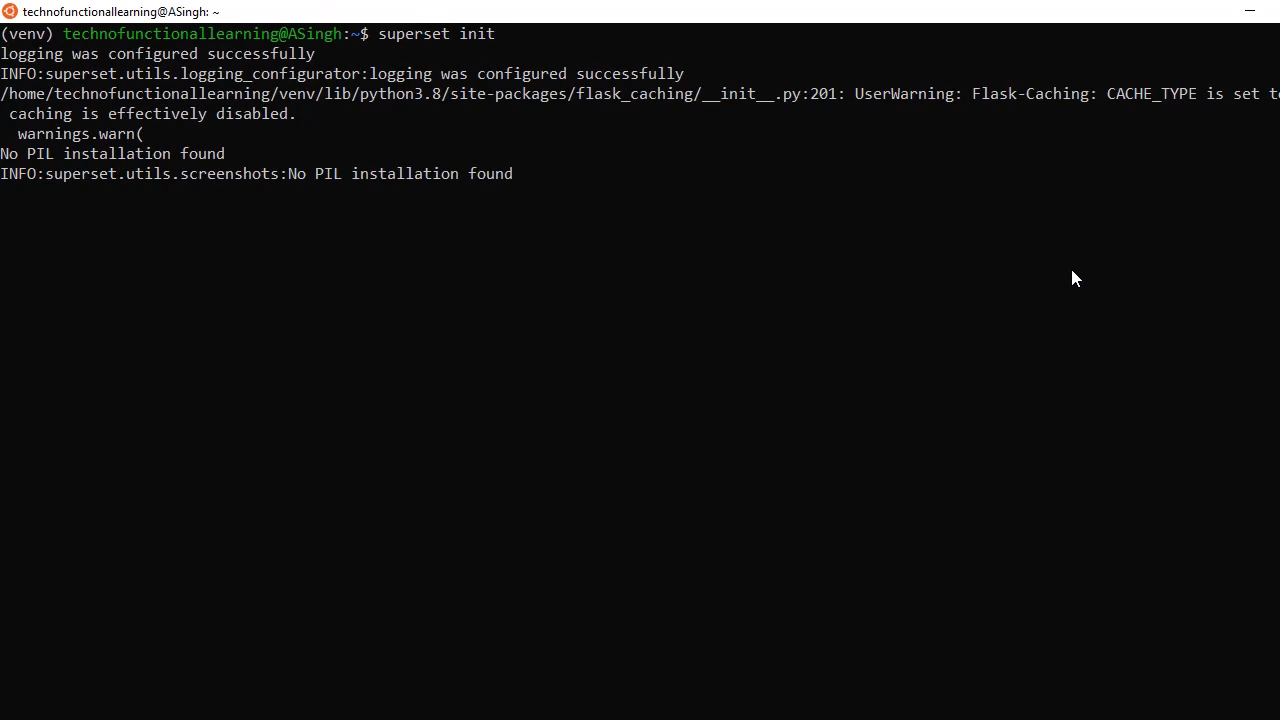 technofunctionallearning@ASingh: ~
(venv) technofunctionallearning@ASingh:~$ superset init
logging was configured successfully
INFO:superset.utils.logging_configurator:logging was configured successfully
/home/technofunctionallearning/venv/lib/python3.8/site-packages/flask_caching/__init__.py:201: UserWarning: Flask-Caching: CACHE_TYPE is set to
caching is effectively disabled.
warnings.warn(
No PIL installation found
INFO:superset.utils.screenshots:No PIL installation found